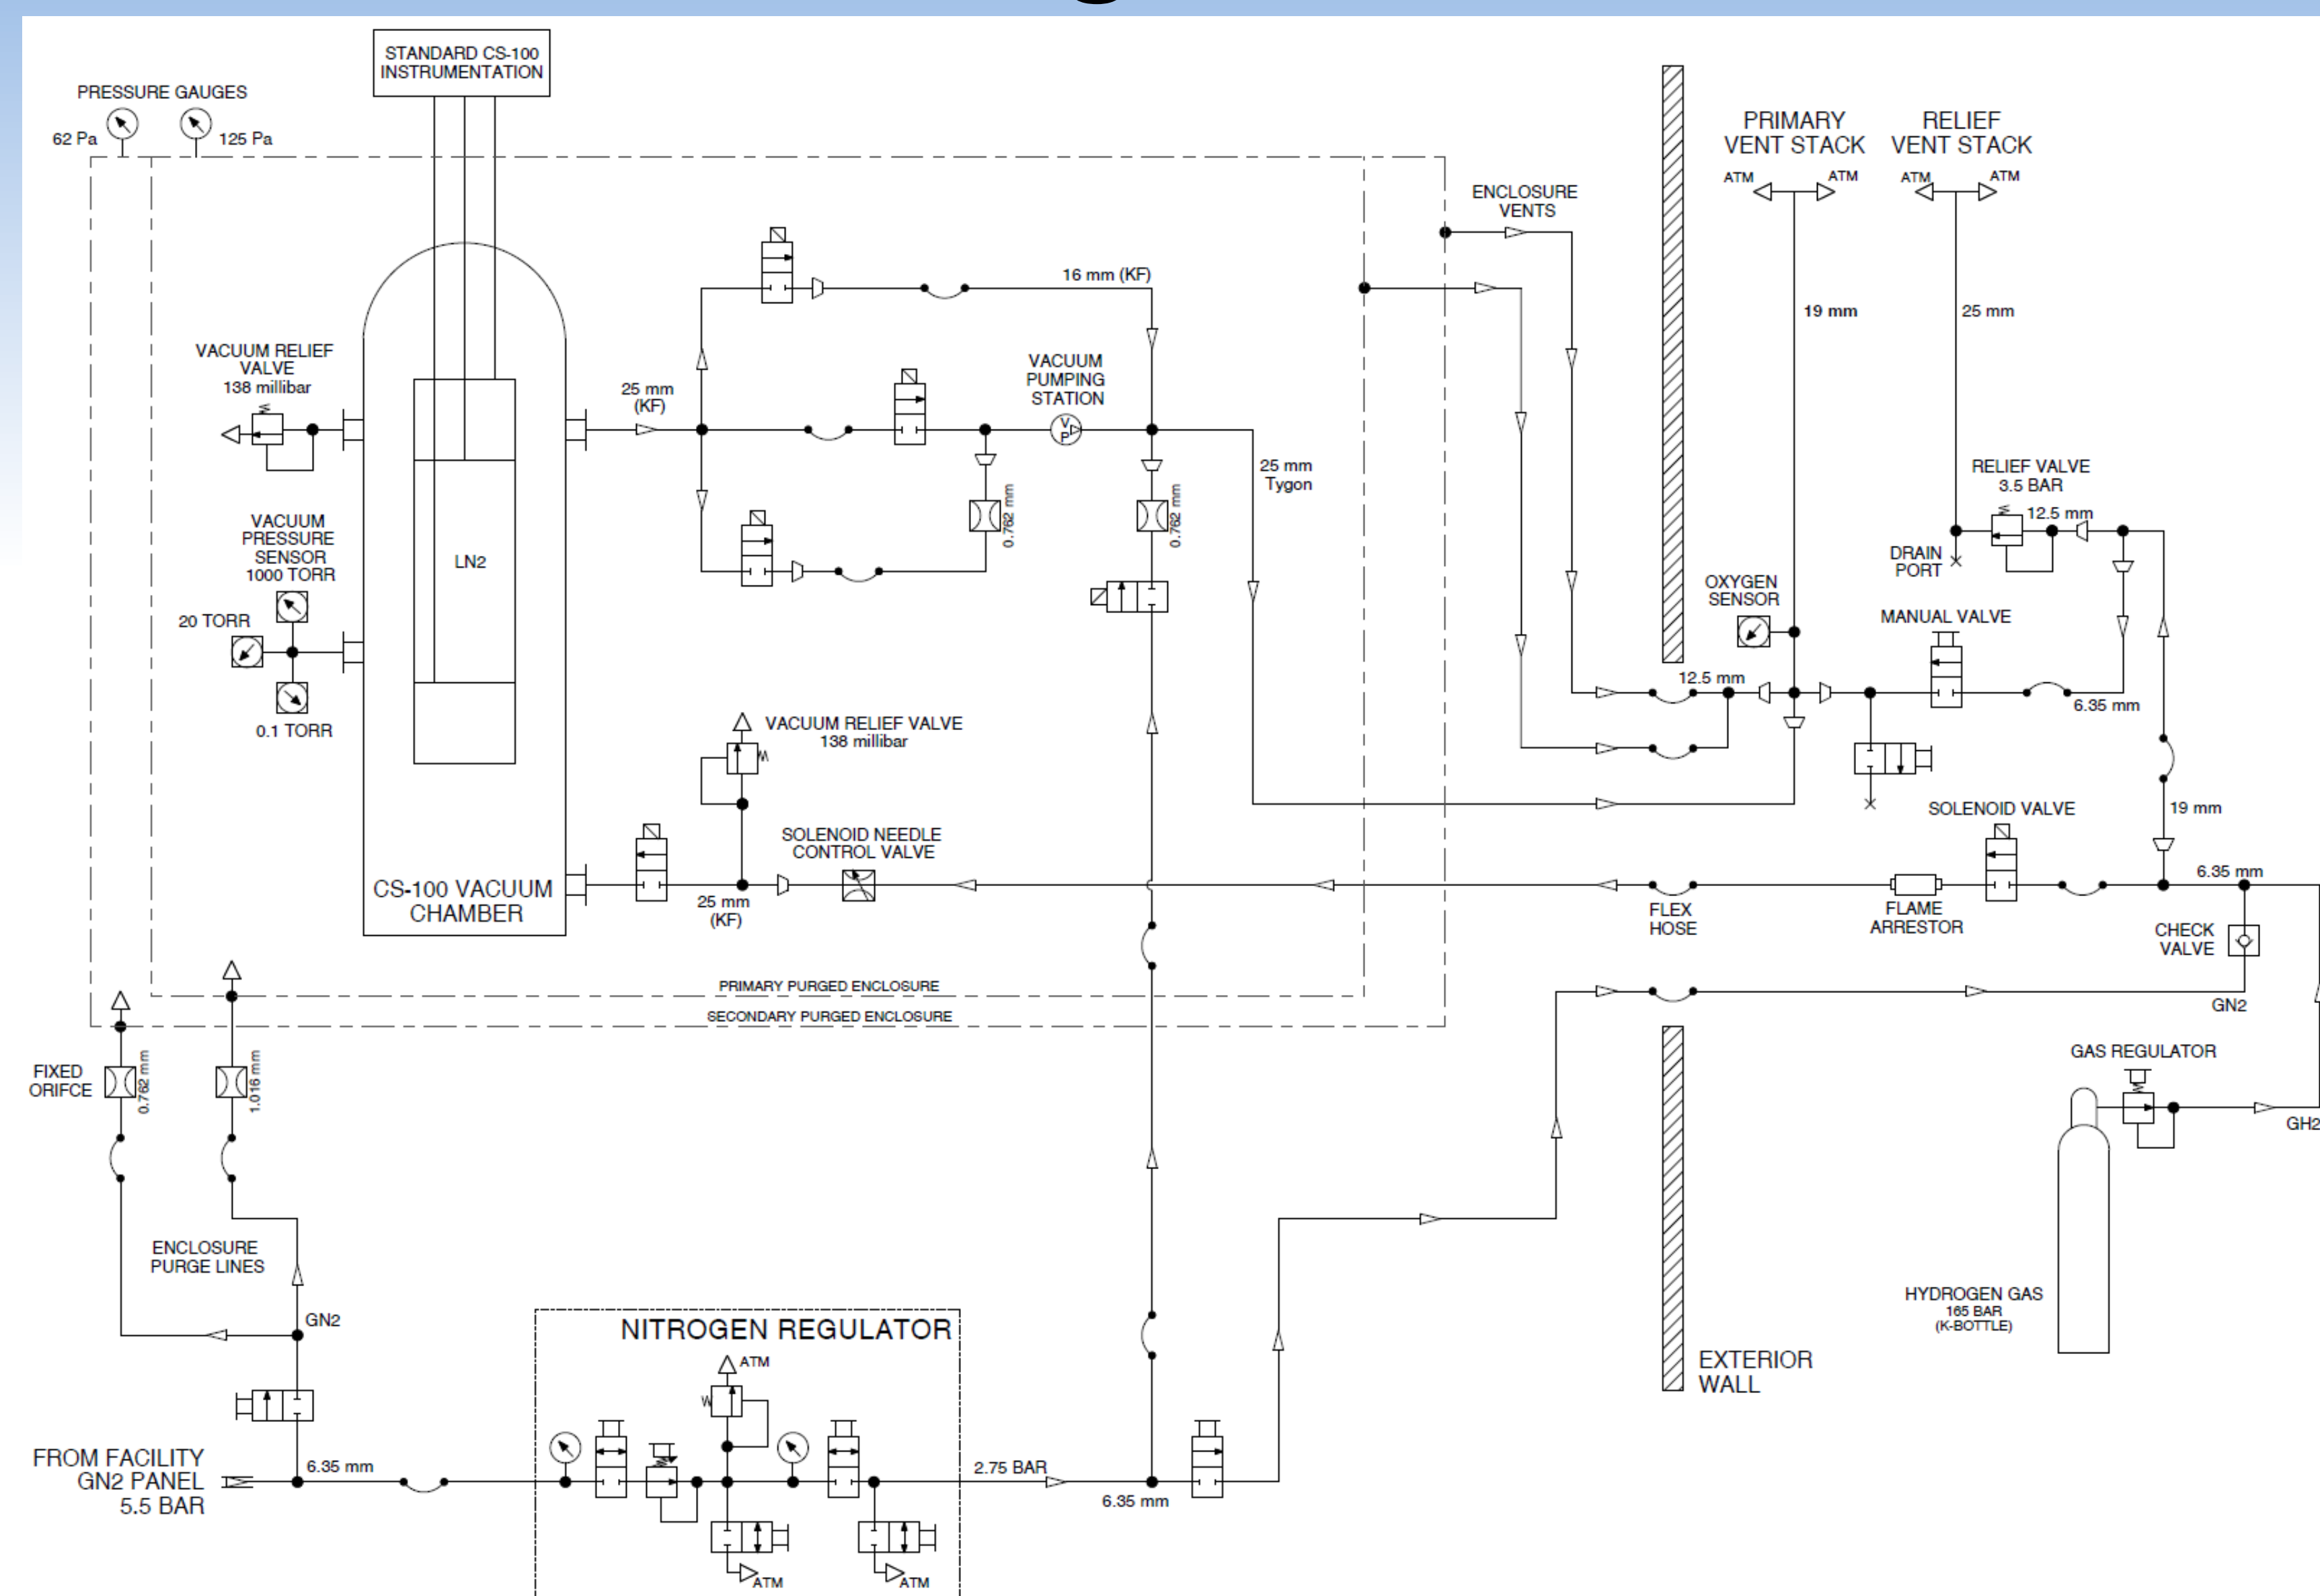 STANDARD CS-100
INSTRUMENTATION
PRESSURE GAUGES
62 Pa
125 Pa
PRIMARY
VENT STACK
RELIEF
VENT STACK
ATM
ATM
ATM
ATM
ENCLOSURE
VENTS
16 mm (KF)
19 mm
25 mm
VACUUM RELIEF
VALVE
138 millibar
25 mm
(KF)
VACUUM
PUMPING
STATION
V
P
25 mm
Tygon
RELIEF VALVE
3.5 BAR
12.5 mm
0.762 mm
0.762 mm
VACUUM
PRESSURE
SENSOR
1000 TORR
LN2
DRAIN
PORT
OXYGEN
SENSOR
20 TORR
MANUAL VALVE
12.5 mm
6.35 mm
0.1 TORR
VACUUM RELIEF VALVE
138 millibar
SOLENOID NEEDLE
CONTROL VALVE
SOLENOID VALVE
19 mm
6.35 mm
CS-100 VACUUM
CHAMBER
25 mm
(KF)
FLEX
HOSE
FLAME
ARRESTOR
CHECK
VALVE
PRIMARY PURGED ENCLOSURE
GN2
SECONDARY PURGED ENCLOSURE
FIXED
ORIFCE
0.762 mm
1.016 mm
GAS REGULATOR
GH2
ENCLOSURE
PURGE LINES
GN2
HYDROGEN GAS
165 BAR
(K-BOTTLE)
NITROGEN REGULATOR
ATM
EXTERIOR
WALL
FROM FACILITY
GN2 PANEL
5.5 BAR
6.35 mm
2.75 BAR
6.35 mm
ATM
ATM